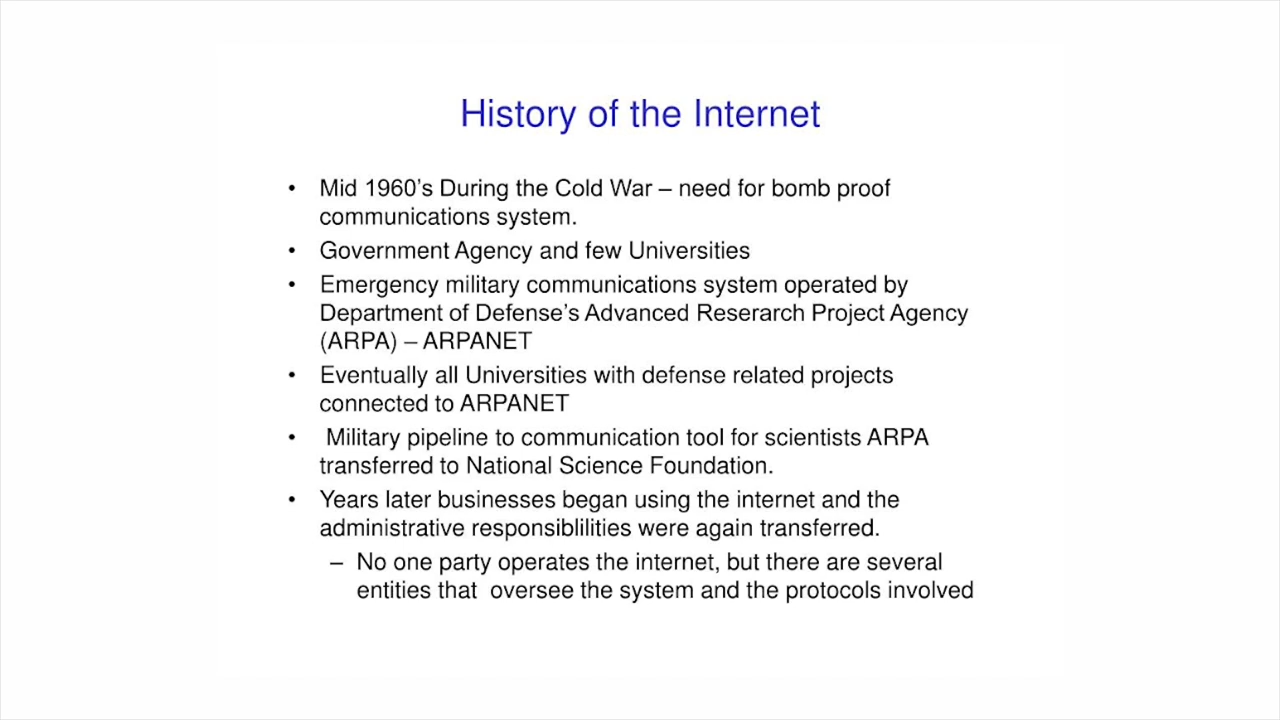 History of the Internet
• Mid 1960's During the Cold War – need for bomb proof
communications system.
• Government Agency and few Universities
• Emergency military communications system operated by
Department of Defense's Advanced Reserarch Project Agency
(ARPA) – ARPANET
• Eventually all Universities with defense related projects
connected to ARPANET
• Military pipeline to communication tool for scientists ARPA
transferred to National Science Foundation.
• Years later businesses began using the internet and the
administrative responsiblilities were again transferred.
– No one party operates the internet, but there are several
entities that oversee the system and the protocols involved